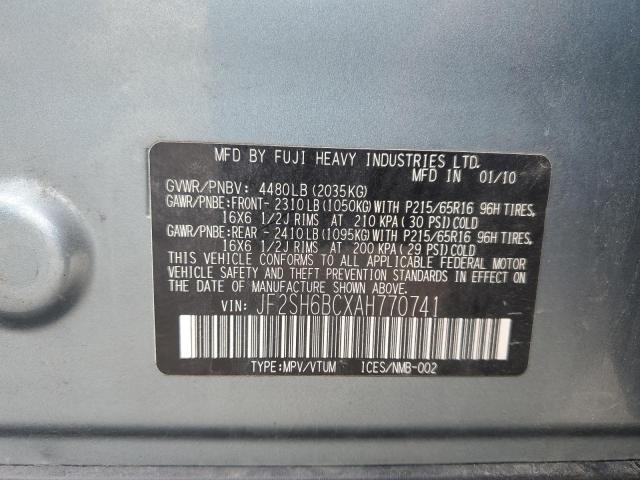 MFD BY FUJI HEAVY INDUSTRIES LTD.
MFD IN 01/10
GVWR/PNBV: 4480LB(2035KG)
GAWR/PNBE:FRONT- 2310LB(1050KG)WITH P215/65R16 96H TIRES,
16X6 1/2J RIMS AT 210 KPA(30 PSI)COLD
GAWR/PNBE:REAR - 2410LB(1095KG)WITH P215/65R16 96H TIRES,
16X6 1/2J RIMS AT 200 KPA(29 PSI)COLD
THIS VEHICLE CONFORMS TO ALL APPLICABLE FEDERAL MOTOR
VEHICLE SAFETY AND THEFT PREVENTION STANDARDS IN EFFECT ON
THE DATE OF MANUFACTURE SHOWN ABOVE.
VIN: JF2SH6BCXAH770741
TYPE:MPV/VTUM ICES/NMB-002